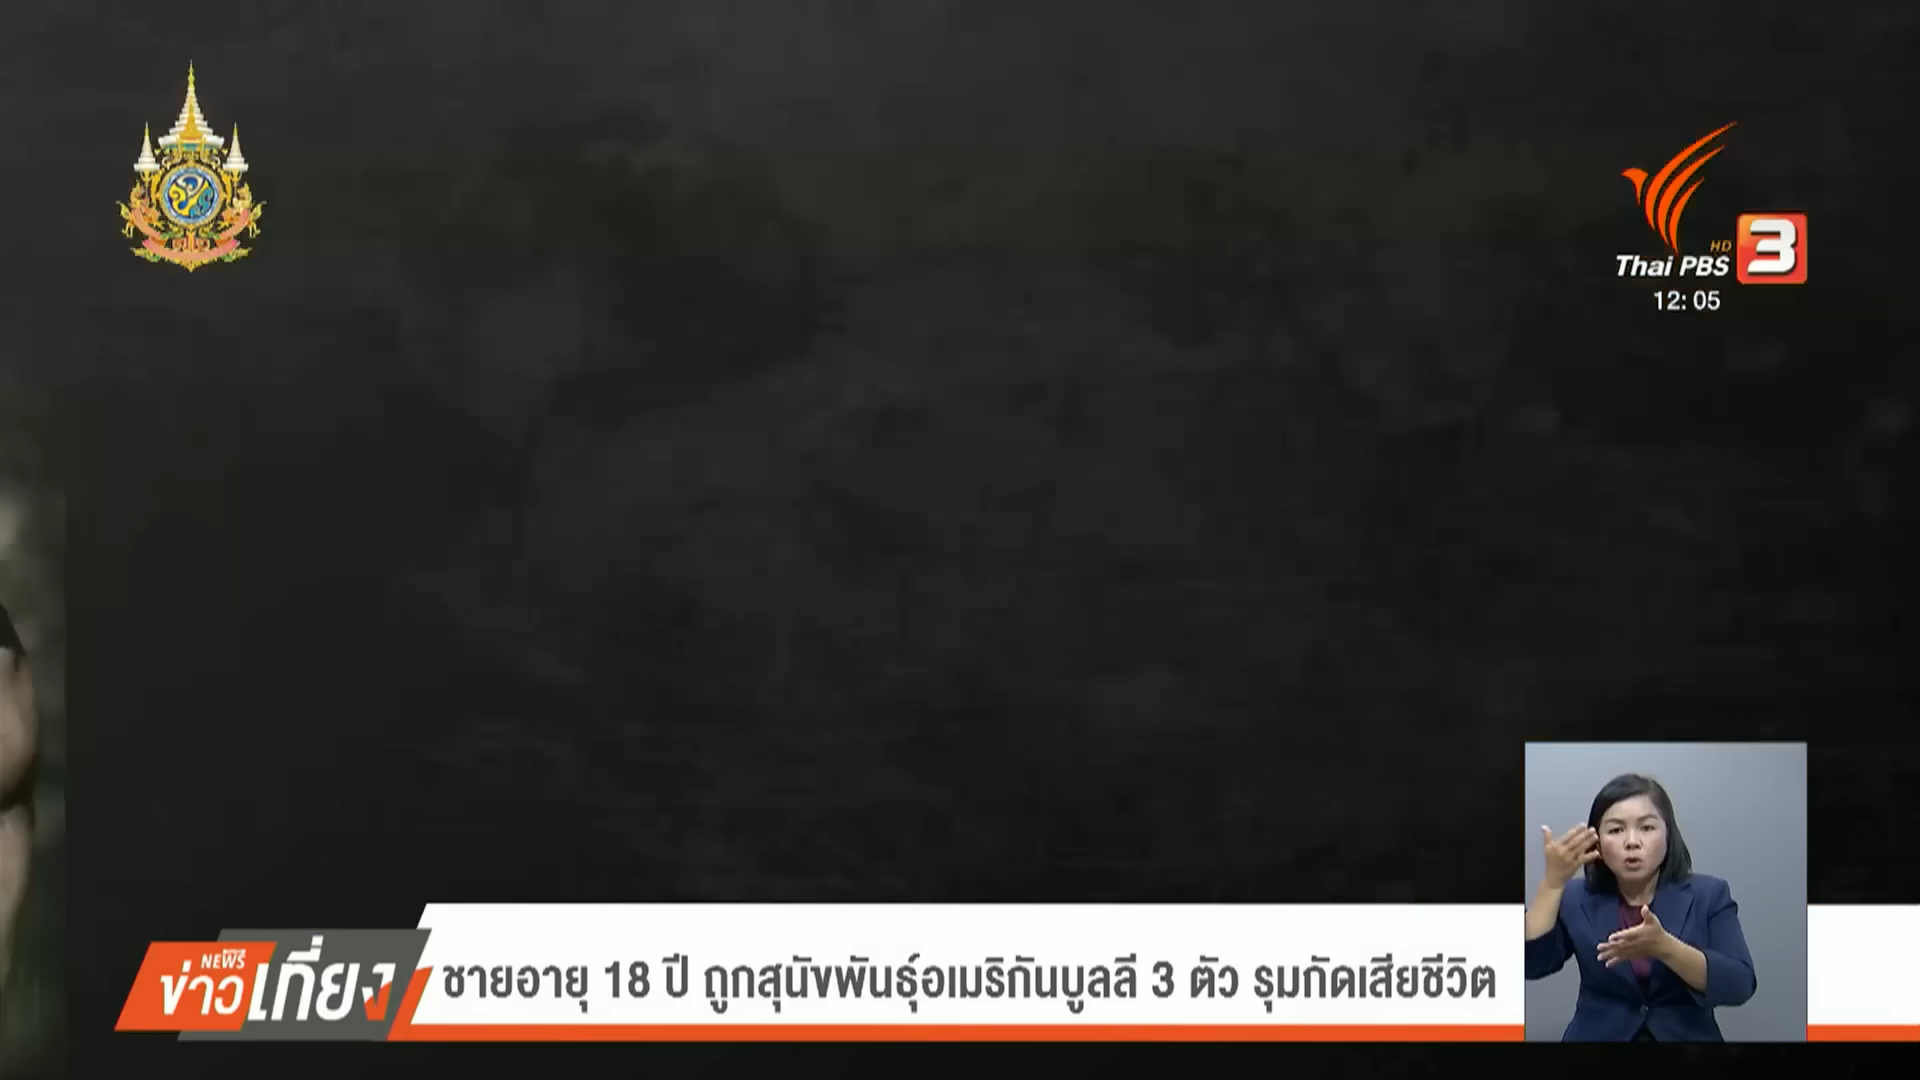 HD
Thai PBS 3
12:05
ข่าวเที่ยง
ชายอายุ 18 ปี ถูกสุนัขพันธุ์อเมริกันบูลลี 3 ตัว รุมกัดเสียชีวิต